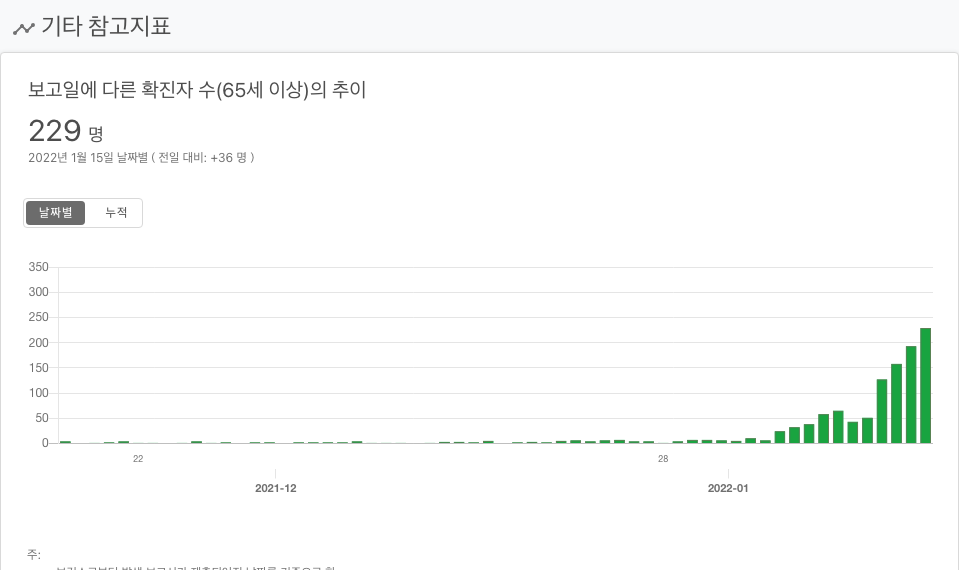 기타 참고지표
보고일에 다른 확진자 수(65세 이상)의 추이
229 명
2022년 1월 15일 날짜별 ( 전일 대비: +36 명 )
날짜별 누적
350
300
250
200
150
100
50
0
22 28
2021-12 2022-01
주: